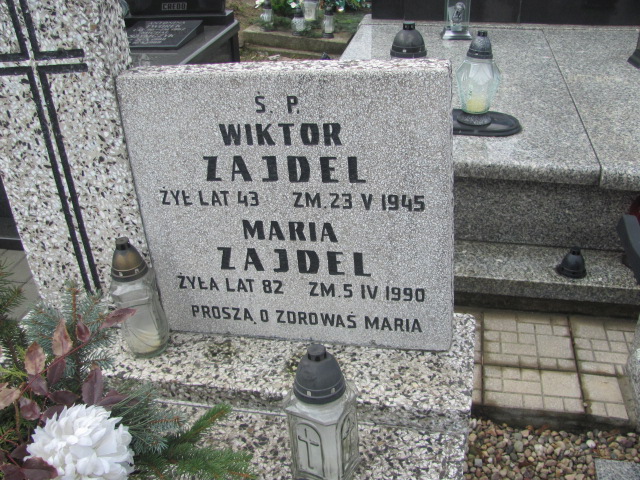 CREDO
Ś. P.
WIKTOR
ZAJDEL
ŻYŁ LAT 43 ZM. 23 V 1945
MARIA
ZAJDEL
ŻYŁA LAT 82 ZM. 5 IV 1990
PROSZĄ O ZDROWAŚ MARIA